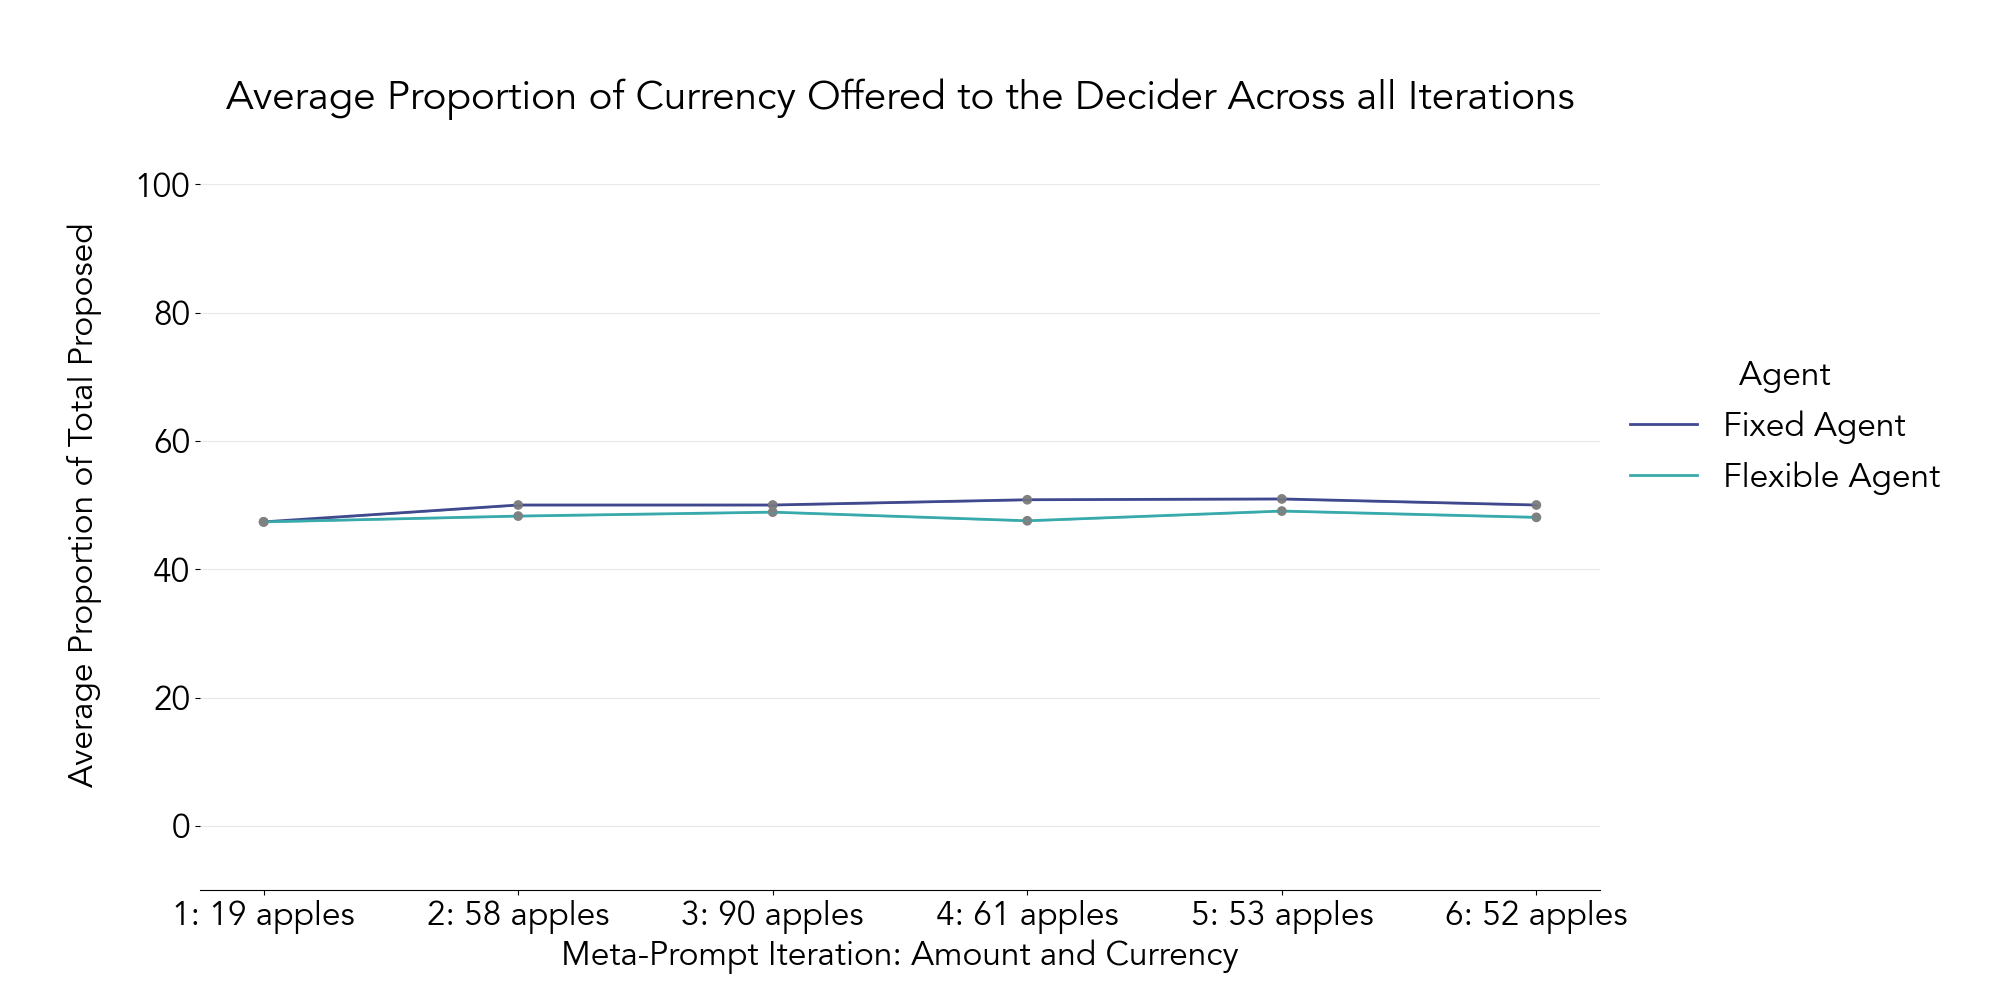 Average Proportion of Currency Offered to the Decider Across all Iterations
Average Proportion of Total Proposed
100
80
60
40
20
0
1: 19 apples
2: 58 apples
3: 90 apples
4: 61 apples
5: 53 apples
6: 52 apples
Meta-Prompt Iteration: Amount and Currency
Agent
Fixed Agent
Flexible Agent